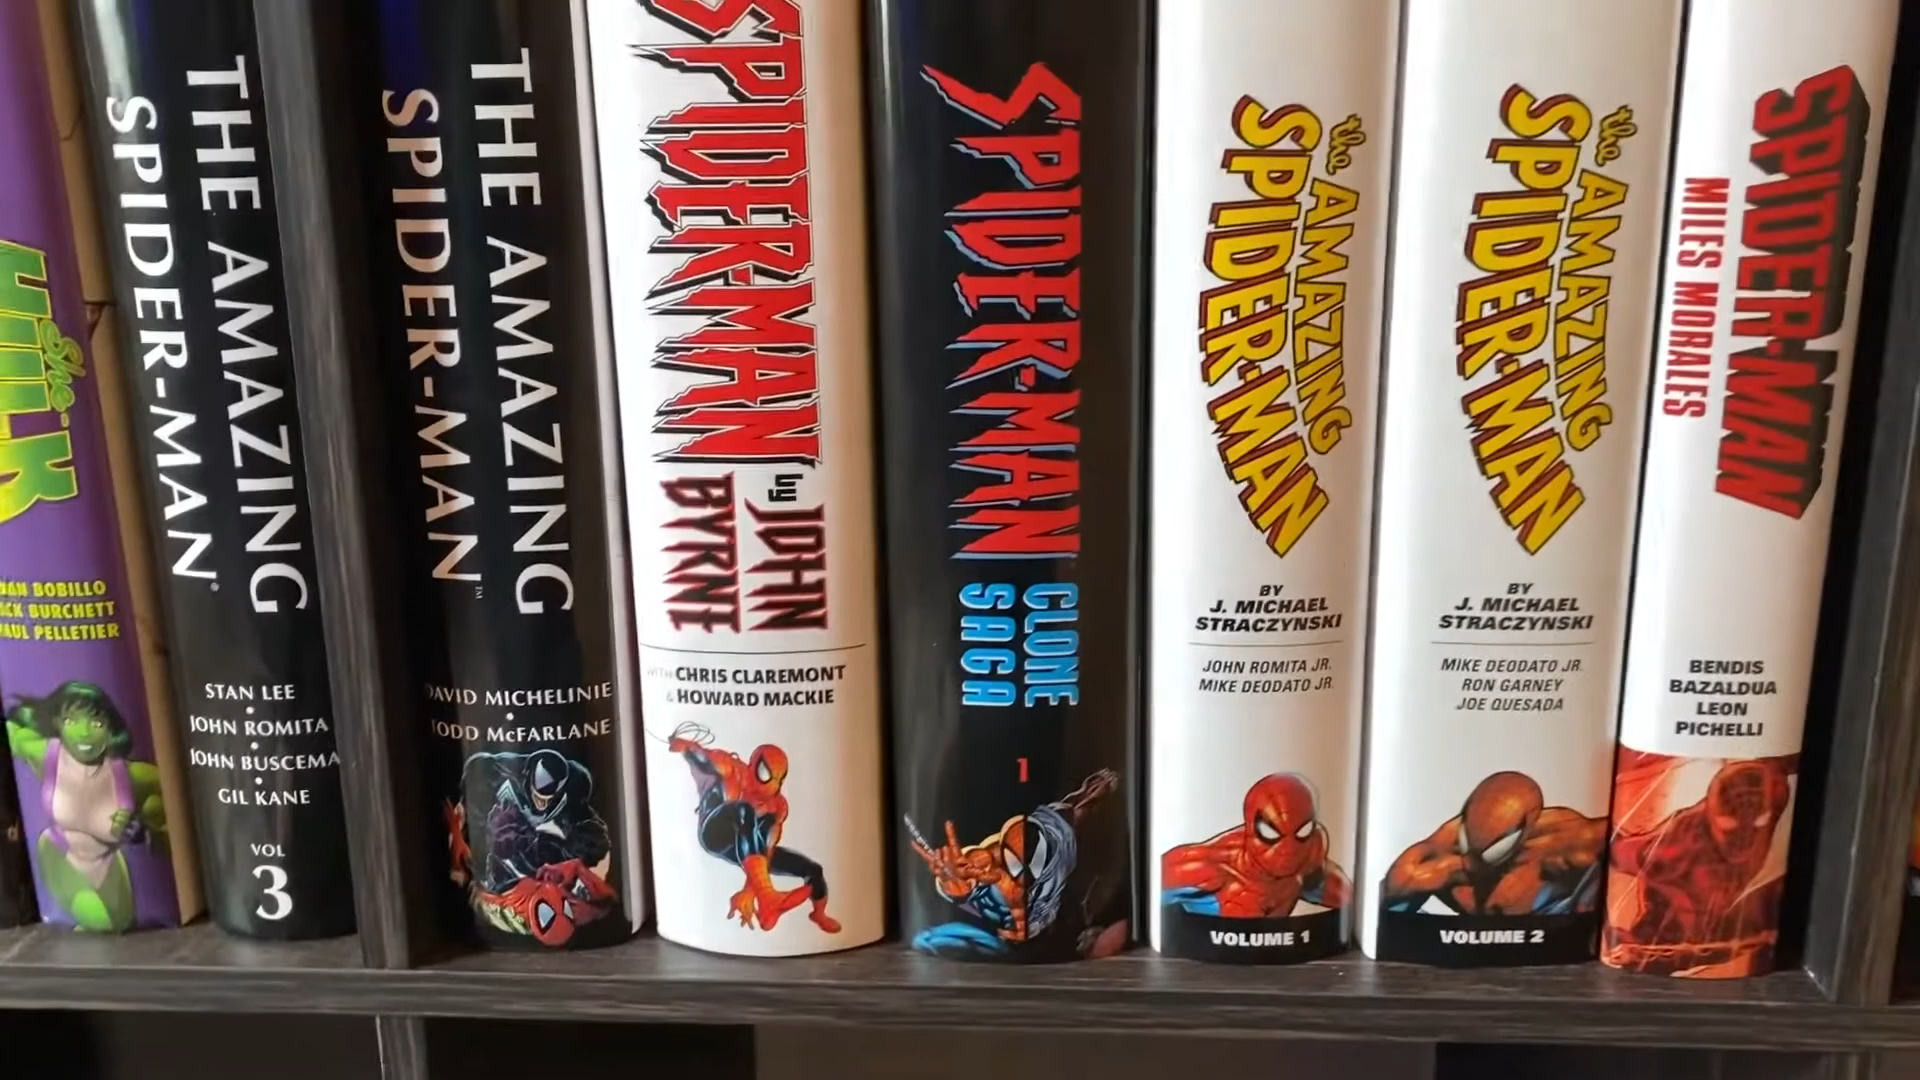 She-
HULK
BOBILLO
BURCHETT
PELLETIER
THE AMAZING
SPIDER-MAN
STAN LEE
JOHN ROMITA
JOHN BUSCEMA
GIL KANE
VOL
3
THE AMAZING
SPIDER-MAN™
DAVID MICHELINIE
TODD McFARLANE
SPIDER-MAN
by JOHN
BYRNE
WITH CHRIS CLAREMONT
& HOWARD MACKIE
SPIDER-MAN
CLONE
SAGA
1
the AMAZING
SPIDER-MAN
BY
J. MICHAEL
STRACZYNSKI
JOHN ROMITA JR.
MIKE DEODATO JR.
VOLUME 1
the AMAZING
SPIDER-MAN
BY
J. MICHAEL
STRACZYNSKI
MIKE DEODATO JR.
RON GARNEY
JOE QUESADA
VOLUME 2
SPIDER-MAN
MILES MORALES
BENDIS
BAZALDUA
LEON
PICHELLI